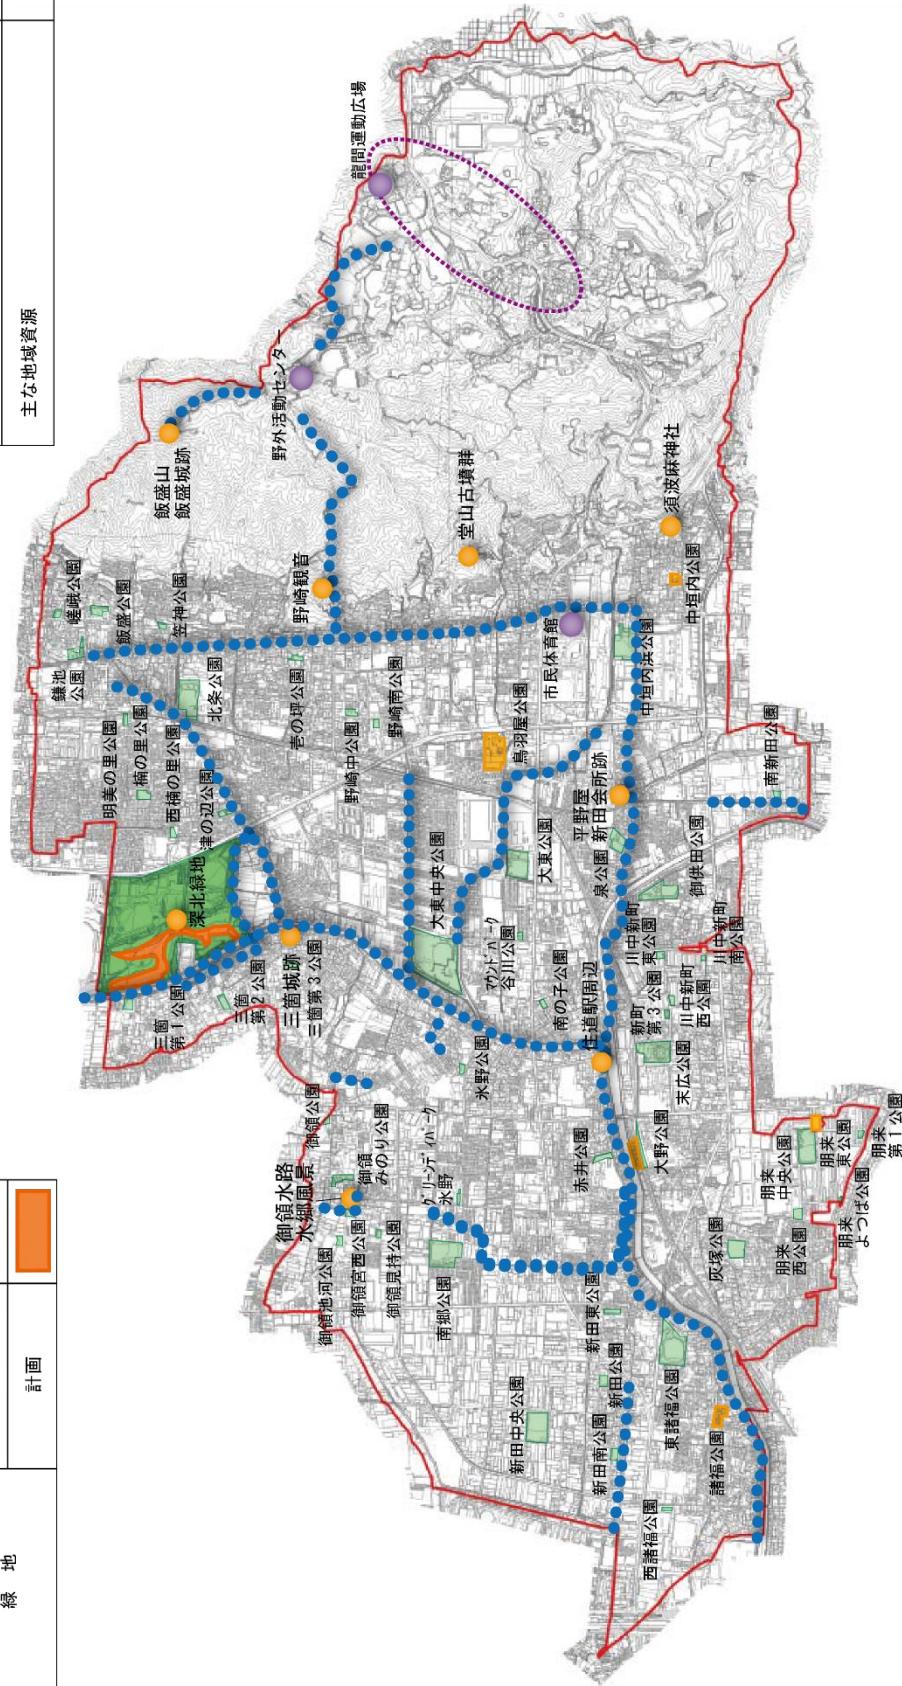 主な地域資源
緑 地
計画
龍間運動広場
野外活動センター
飯盛山
飯盛城跡
堂山古墳群
須波麻神社
中垣内公園
野崎観音
嵯峨公園
飯盛公園
笠神公園
鎌池
公園
北条公園
壱の坪公園
野崎南公園
野崎中公園
市民体育館
中垣内浜公園
鳥羽屋公園
明美の里公園
楠の里公園
西楠の里公園
津の辺公園
深北緑地
平野屋
新田会所跡
南新田公園
大東中央公園
大東公園
泉公園
御供田公園
三箇
第1公園
三箇
第2公園
三箇城跡
三箇第3公園
ｱﾗﾝﾄﾞﾊﾟｰｸ
谷川公園
南の子公園
住道駅周辺
川中新町
東公園
川中新町
南公園
新町
第3公園
川中新町
西公園
末広公園
氷野公園
御領公園
御領
みのり公園
御領水路
水郷風景
ｸﾞﾘｰﾝﾃﾞｨﾊﾟｰｸ
氷野
赤井公園
大野公園
朋来
中央公園
朋来
東公園
朋来
第1公園
朋来
西公園
朋来
よつば公園
灰塚公園
御領池河公園
御領宮西公園
御領見持公園
南郷公園
新田東公園
新田公園
新田中央公園
新田南公園
東諸福公園
諸福公園
西諸福公園